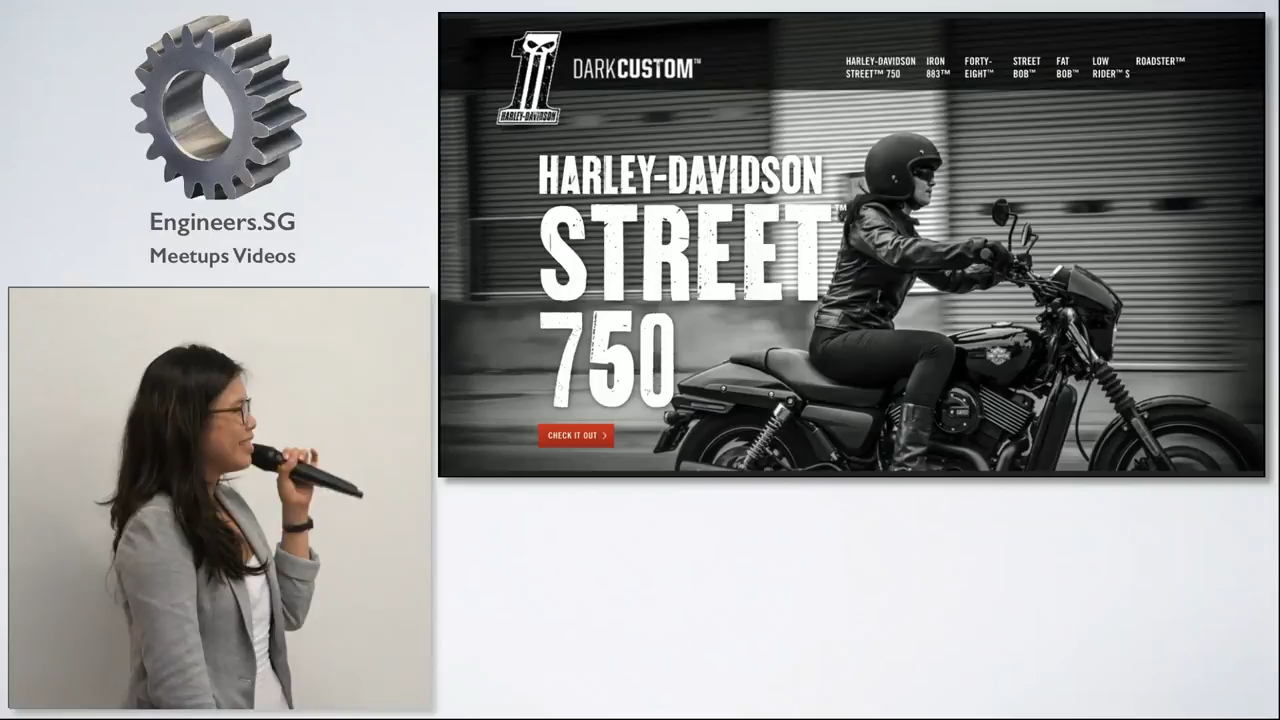 Engineers.SG
Meetups Videos
DARKCUSTOM™
HARLEY-DAVIDSON
STREET™ 750
IRON
883™
FORTY-
EIGHT™
STREET
BOB™
FAT
BOB™
LOW
RIDER™ S
ROADSTER™
HARLEY-DAVIDSON
HARLEY-DAVIDSON
STREET™
750
CHECK IT OUT >